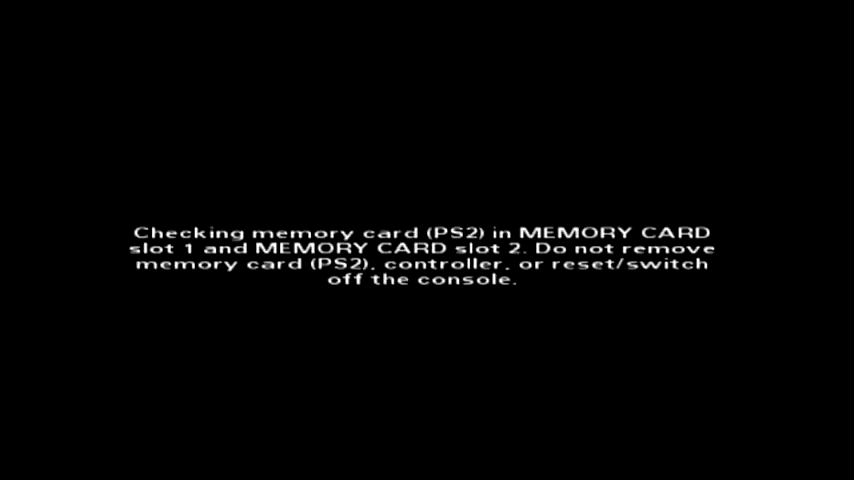 Checking memory card (PS2) in MEMORY CARD
slot 1 and MEMORY CARD slot 2. Do not remove
memory card (PS2), controller, or reset/switch
off the console.